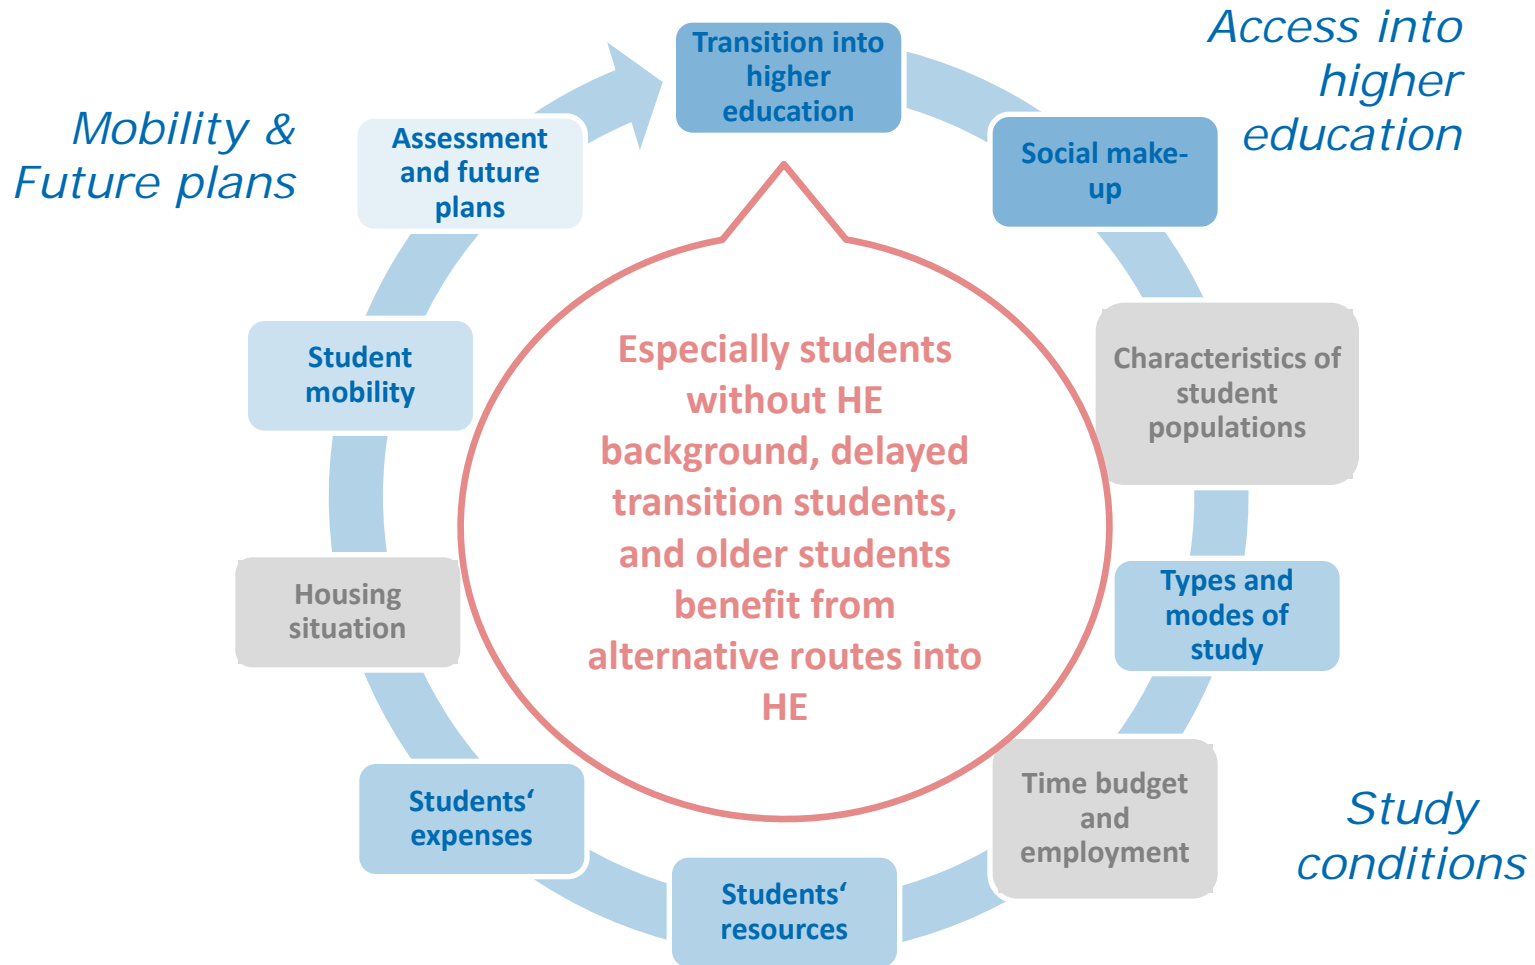 Transition into
higher
education
Access into
higher
education
Social make-
up
Characteristics of
student
populations
Types and
modes of
study
Time budget
and
employment
Study
conditions
Students‘
resources
Students‘
expenses
Housing
situation
Student
mobility
Assessment
and future
plans
Mobility &
Future plans
Especially students
without HE
background, delayed
transition students,
and older students
benefit from
alternative routes into
HE